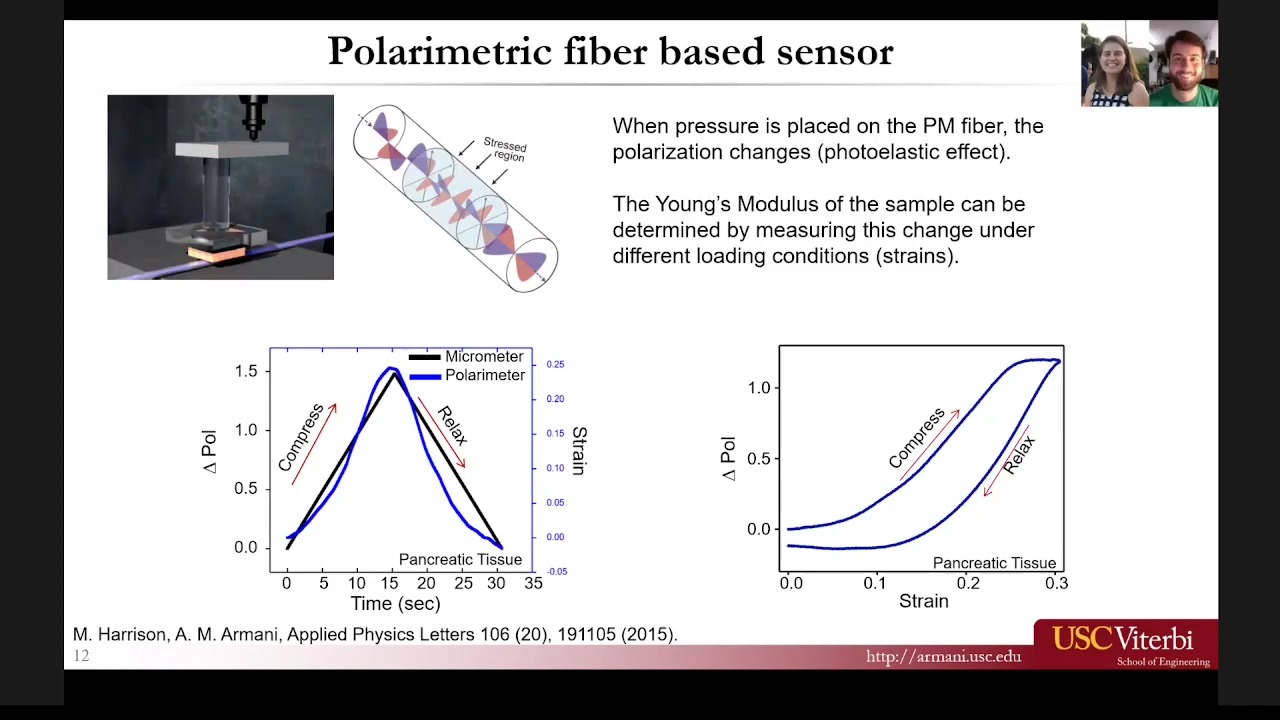 Polarimetric fiber based sensor
Stressed
region
When pressure is placed on the PM fiber, the
polarization changes (photoelastic effect).
The Young's Modulus of the sample can be
determined by measuring this change under
different loading conditions (strains).
Micrometer
Polarimeter
Compress
Relax
Pancreatic Tissue
Δ Pol
1.5
1.0
0.5
0.0
Strain
0.25
0.20
0.15
0.10
0.05
0.00
-0.05
0 5 10 15 20 25 30 35
Time (sec)
Δ Pol
1.0
0.5
0.0
Compress
Relax
Pancreatic Tissue
0.0 0.1 0.2 0.3
Strain
M. Harrison, A. M. Armani, Applied Physics Letters 106 (20), 191105 (2015).
12
http://armani.usc.edu
USC Viterbi
School of Engineering